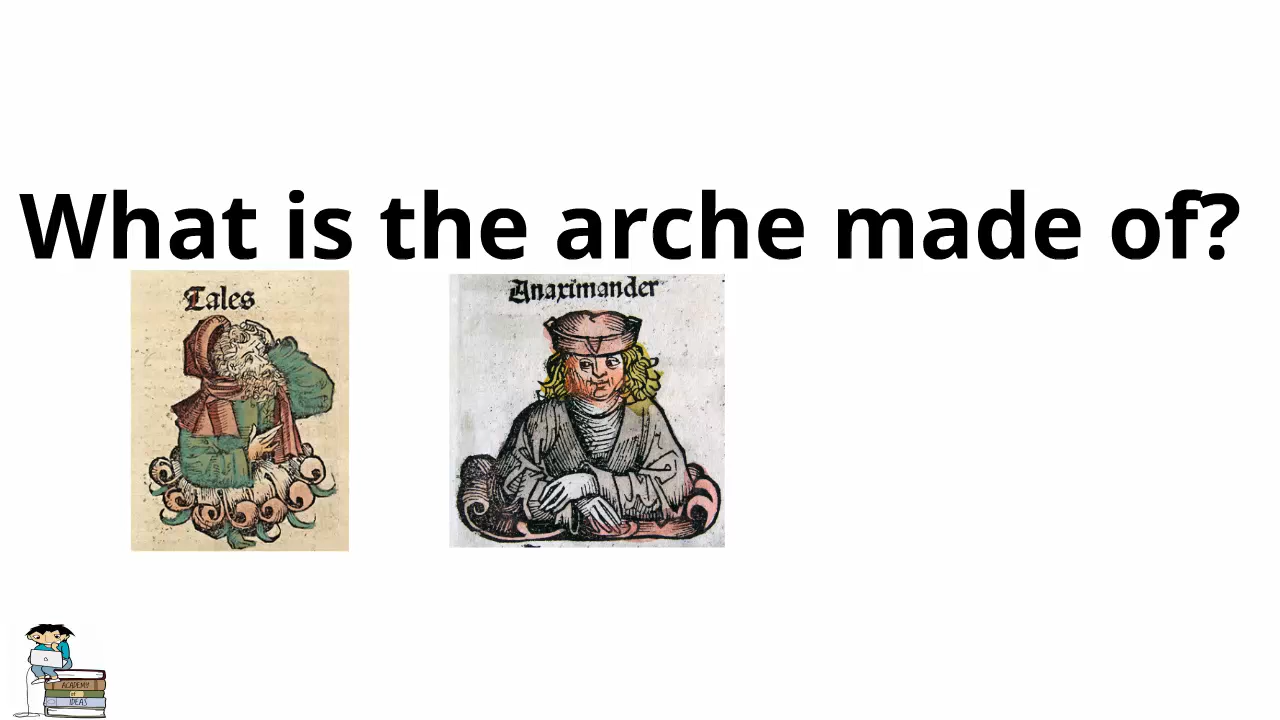 What is the arche made of?
Tales
Anaximander
ACADEMY
of
IDEAS